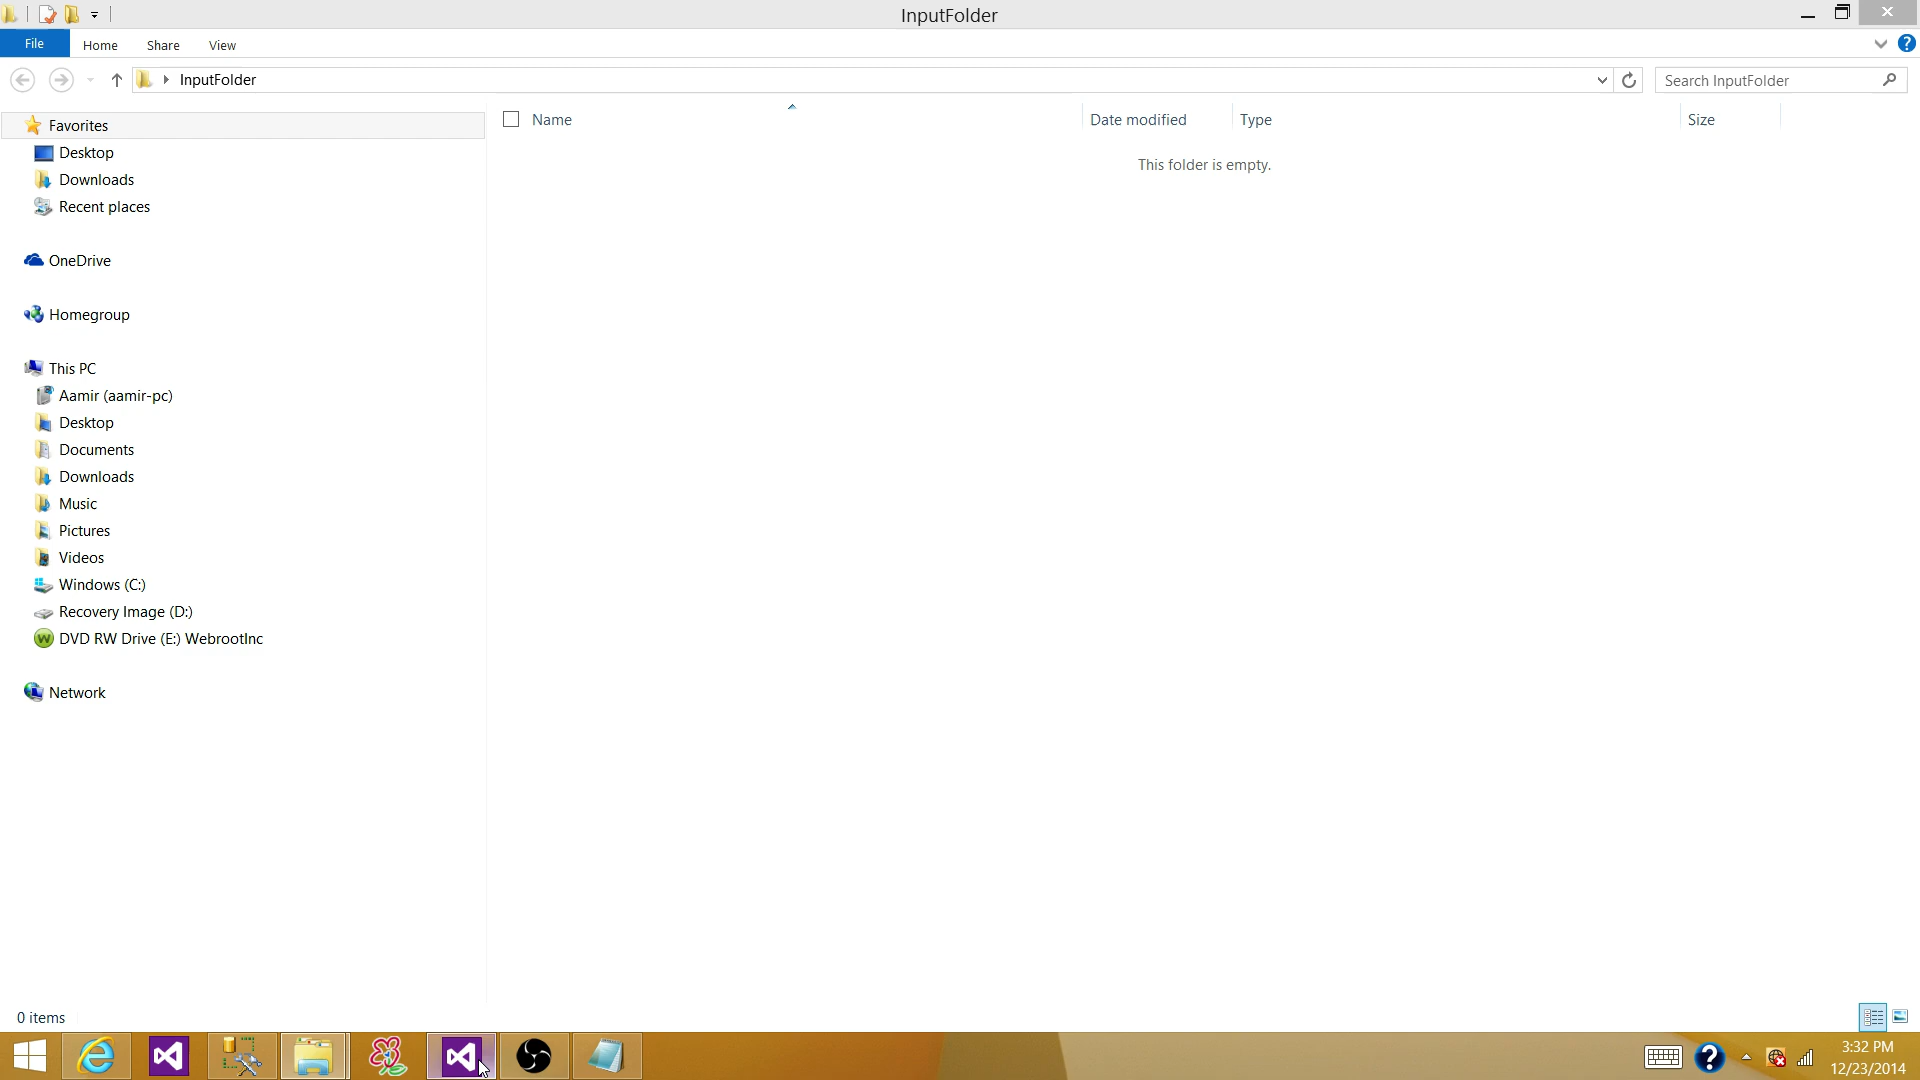 InputFolder
File
Home
Share
View
InputFolder
Search InputFolder
Name
Date modified
Type
Size
This folder is empty.
Favorites
Desktop
Downloads
Recent places
OneDrive
Homegroup
This PC
Aamir (aamir-pc)
Desktop
Documents
Downloads
Music
Pictures
Videos
Windows (C:)
Recovery Image (D:)
DVD RW Drive (E:) WebrootInc
Network
0 items
3:32 PM
12/23/2014